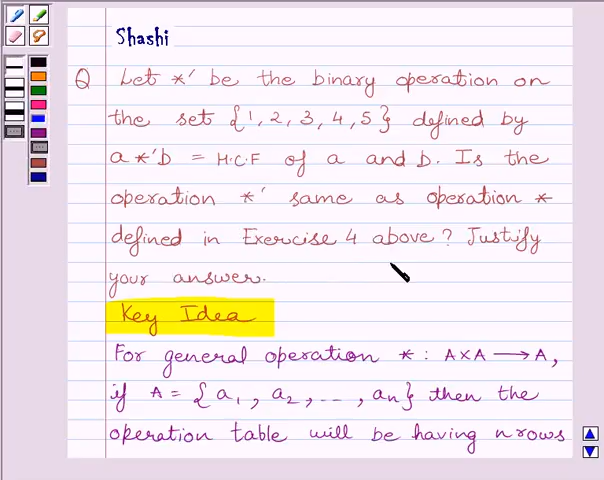 Shashi
Q Let *' be the binary operation on
the set {1, 2, 3, 4, 5} defined by
a *' b = H.C.F of a and b. Is the
operation *' same as operation *
defined in Exercise 4 above? Justify
your answer.
Key Idea
For general operation * : A×A ⟶ A,
if A = {a₁, a₂, ..., aₙ} then the
operation table will be having n rows